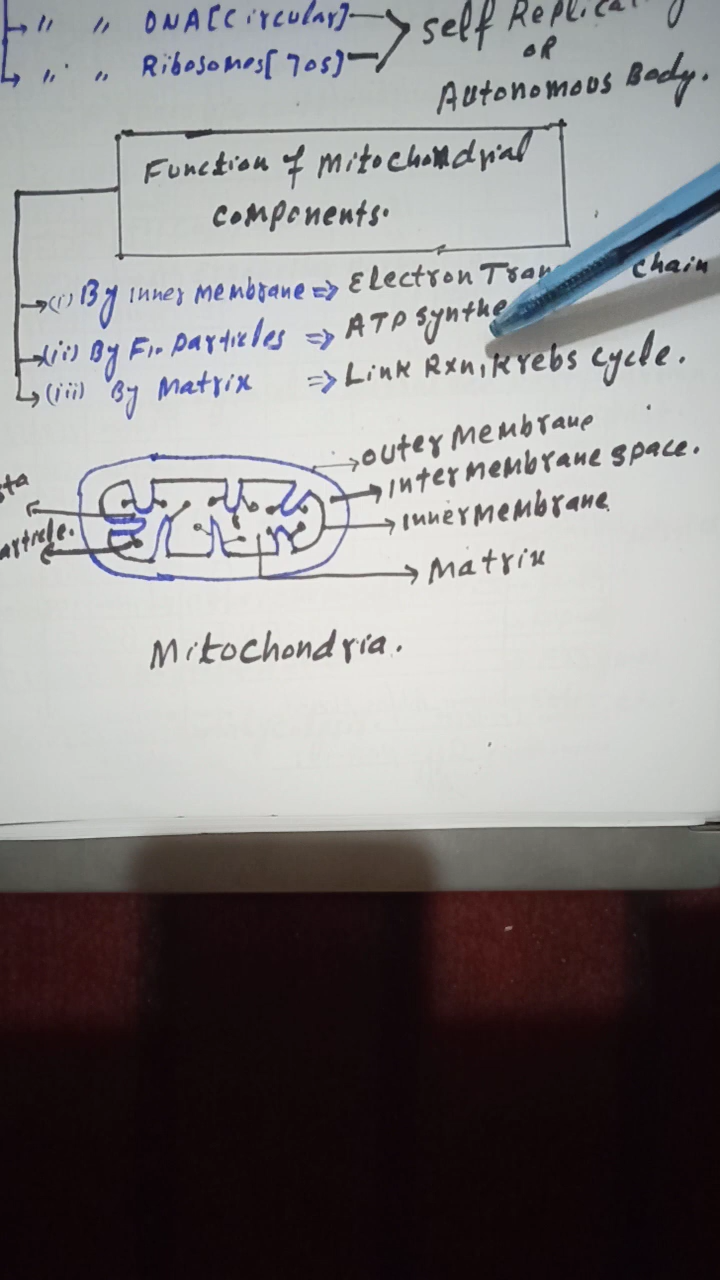 " " DNA [Circular]
" " Ribosomes [70s]
self
OR
Autonomous Body.
Function of Mitochondrial
components.
(i) By inner membrane ⇒ Electron chain
(ii) By F₁. particles ⇒ ATP
(iii) By Matrix ⇒ Link Rxn, Krebs cycle.
outer Membrane
inter membrane space.
inner membrane
Matrix
Mitochondria.